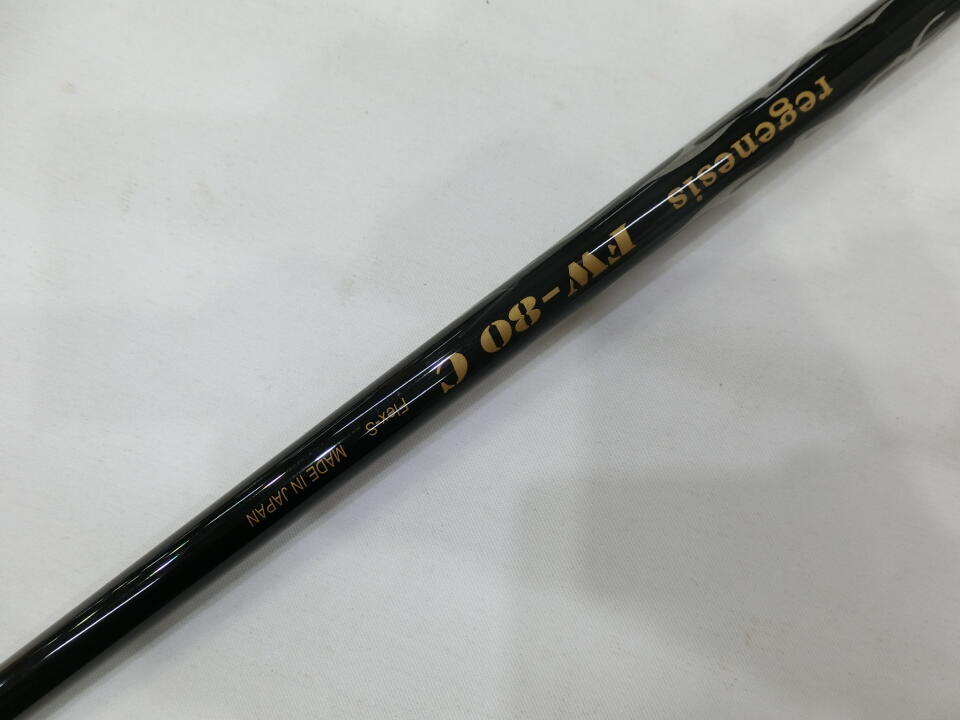 regenesis FW-80 C
Flex-S MADE IN JAPAN